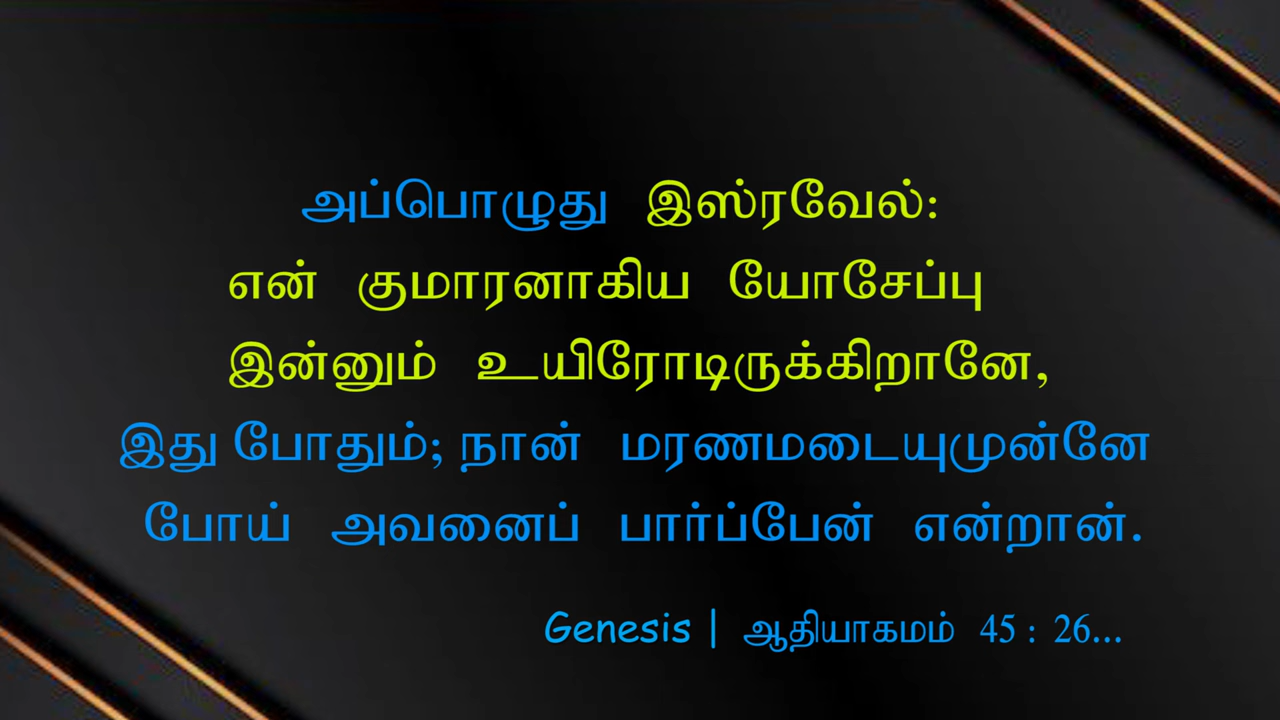 அப்பொழுது இஸ்ரவேல்:
என் குமாரனாகிய யோசேப்பு
இன்னும் உயிரோடிருக்கிறானே,
இது போதும்; நான் மரணமடையுமுன்னே
போய் அவனைப் பார்ப்பேன் என்றான்.
Genesis | ஆதியாகமம் 45 : 26...